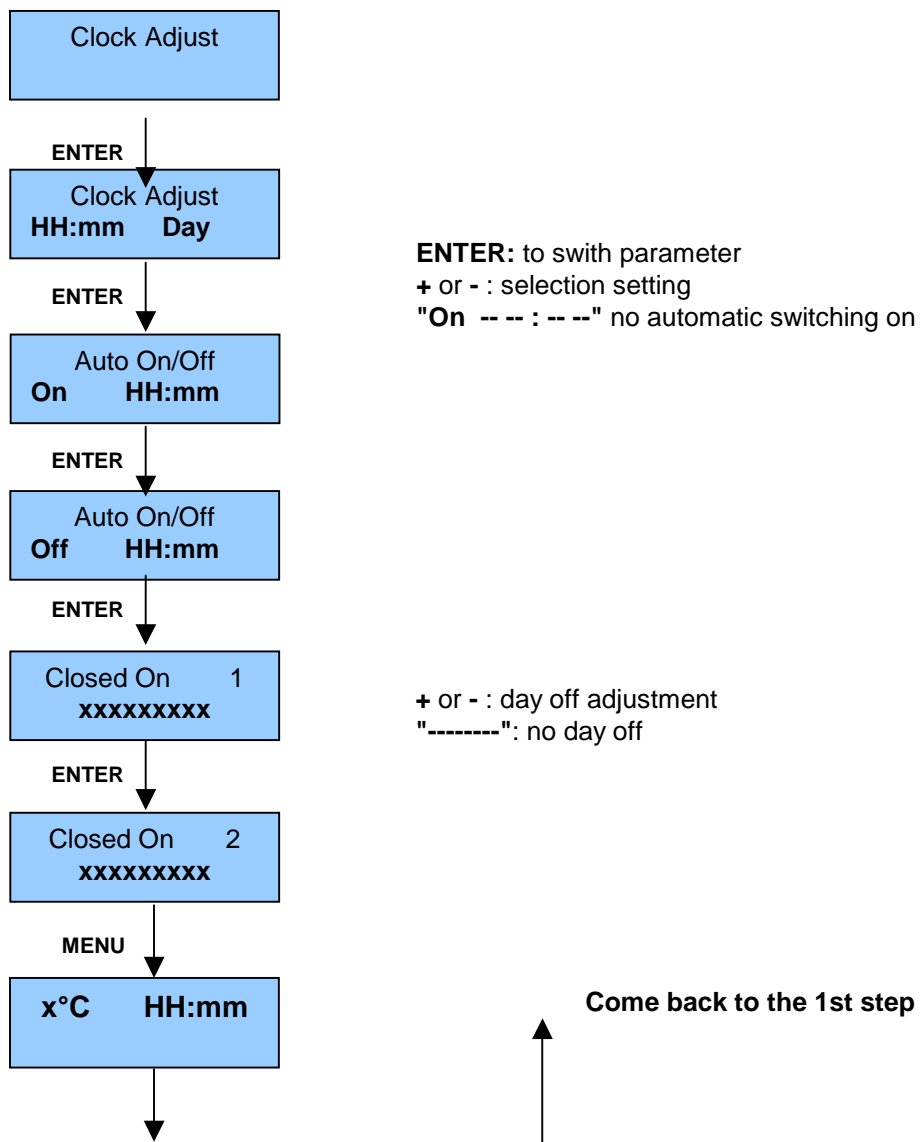 Clock Adjust
ENTER
Clock Adjust
HH:mm Day
ENTER: to swith parameter
+ or - : selection setting
"On -- -- : -- --" no automatic switching on
ENTER
Auto On/Off
On HH:mm
ENTER
Auto On/Off
Off HH:mm
ENTER
Closed On 1
xxxxxxxxx
+ or - : day off adjustment
"--------": no day off
ENTER
Closed On 2
xxxxxxxxx
MENU
x°C HH:mm
Come back to the 1st step